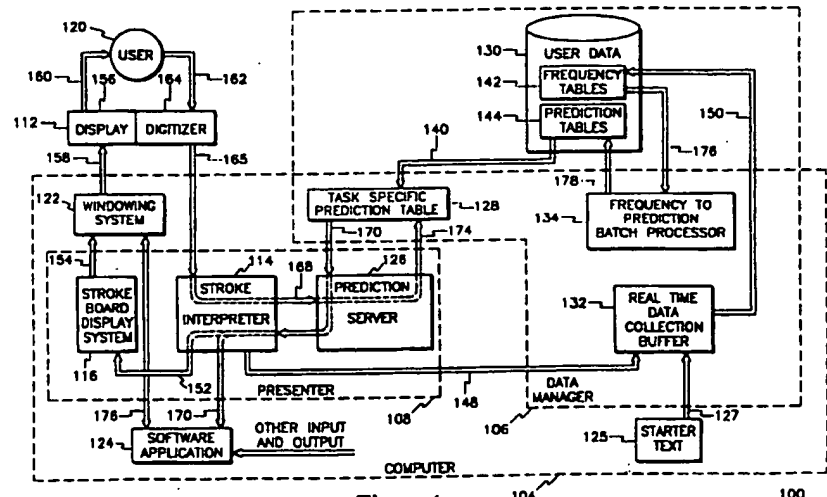 120
USER
160
156
164
162
112
DISPLAY
DIGITIZER
158
165
130
USER DATA
142
FREQUENCY
TABLES
144
PREDICTION
TABLES
150
140
176
178
122
WINDOWING
SYSTEM
TASK SPECIFIC
PREDICTION TABLE
128
134
FREQUENCY TO
PREDICTION
BATCH PROCESSOR
170
174
154
114
168
126
STROKE
BOARD
DISPLAY
SYSTEM
STROKE
INTERPRETER
PREDICTION
SERVER
132
REAL TIME
DATA
COLLECTION
BUFFER
116
152
PRESENTER
148
DATA
MANAGER
176
170
108
106
127
124
SOFTWARE
APPLICATION
OTHER INPUT
AND OUTPUT
125
STARTER
TEXT
COMPUTER
104
100